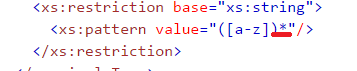 <xs:restriction base="xs:string">
<xs:pattern value="([a-z])*"/>
</xs:restriction>